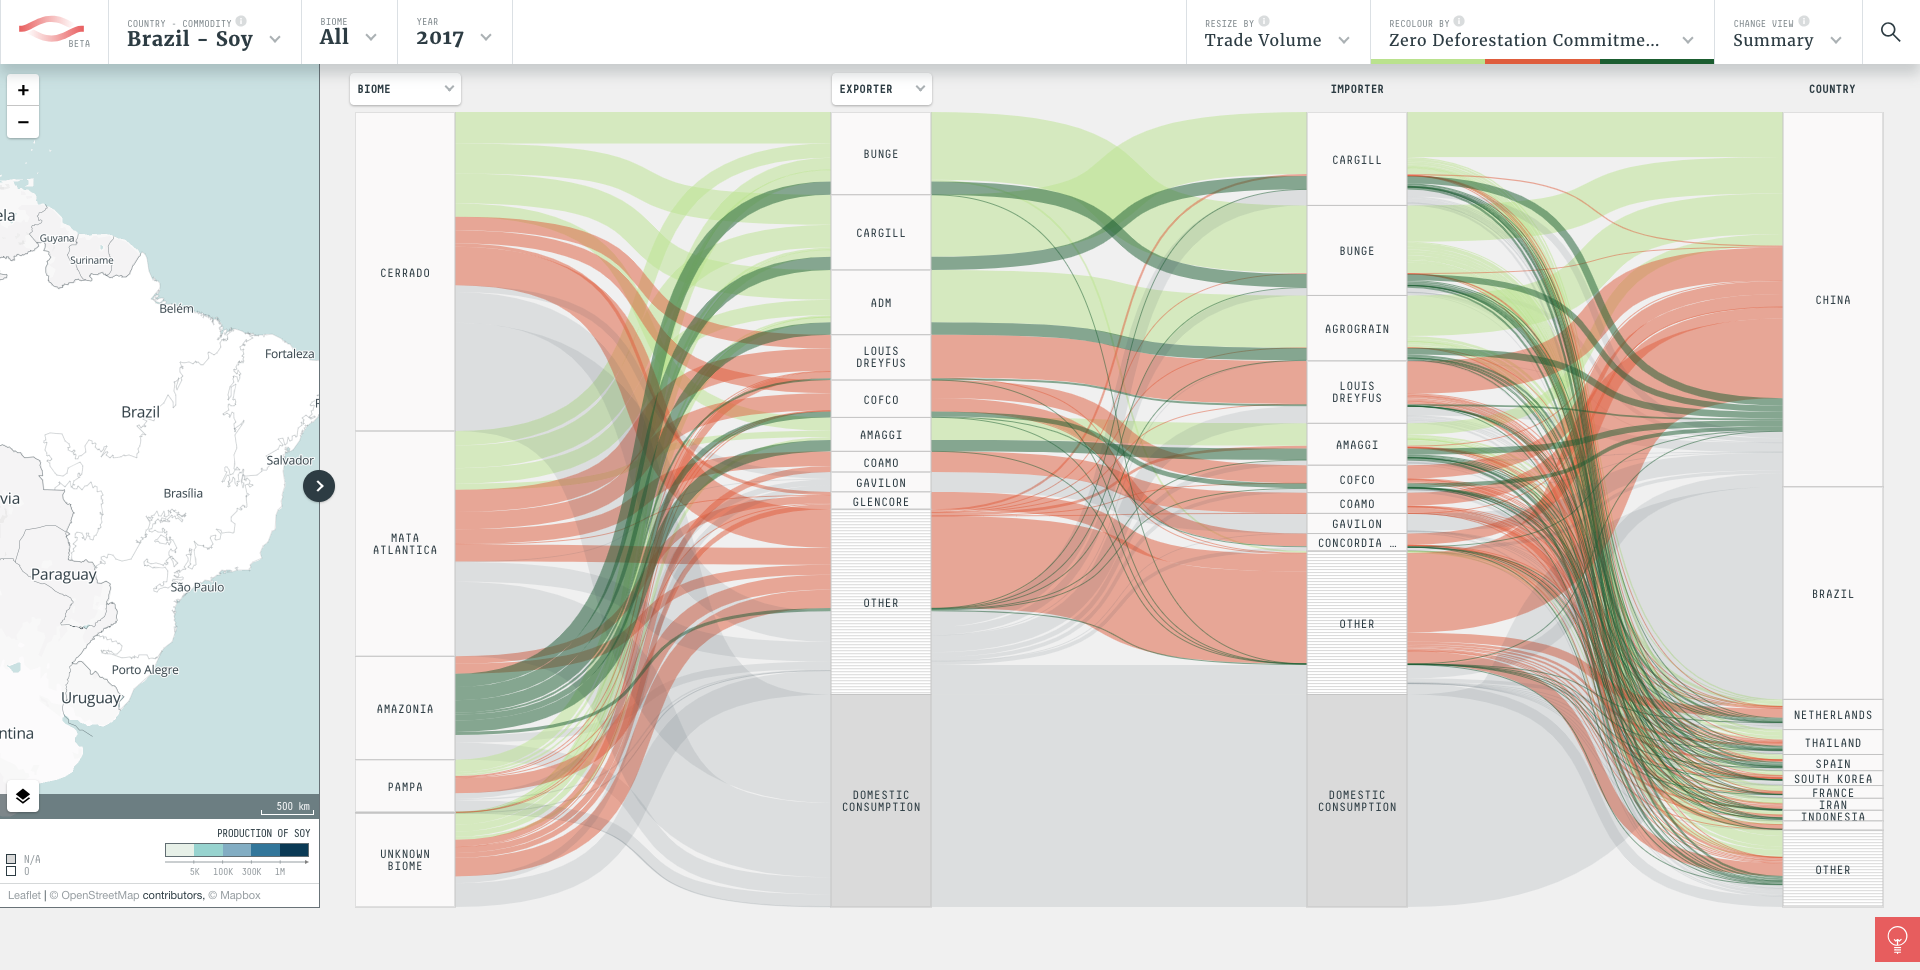 BETA
COUNTRY - COMMODITY
Brazil - Soy
BIOME
All
YEAR
2017
RESIZE BY
Trade Volume
RECOLOUR BY
Zero Deforestation Commitme...
CHANGE VIEW
Summary
+
−
Guyana
Suriname
Belém
Fortaleza
Brazil
Salvador
Brasília
Paraguay
São Paulo
Porto Alegre
Uruguay
ela
via
ntina
500 km
PRODUCTION OF SOY
N/A
0
5K 100K 300K 1M
Leaflet | © OpenStreetMap contributors, © Mapbox
BIOME
CERRADO
MATA
ATLANTICA
AMAZONIA
PAMPA
UNKNOWN
BIOME
EXPORTER
BUNGE
CARGILL
ADM
LOUIS
DREYFUS
COFCO
AMAGGI
COAMO
GAVILON
GLENCORE
OTHER
DOMESTIC
CONSUMPTION
IMPORTER
CARGILL
BUNGE
AGROGRAIN
LOUIS
DREYFUS
AMAGGI
COFCO
COAMO
GAVILON
CONCORDIA …
OTHER
DOMESTIC
CONSUMPTION
COUNTRY
CHINA
BRAZIL
NETHERLANDS
THAILAND
SPAIN
SOUTH KOREA
FRANCE
IRAN
INDONESIA
OTHER